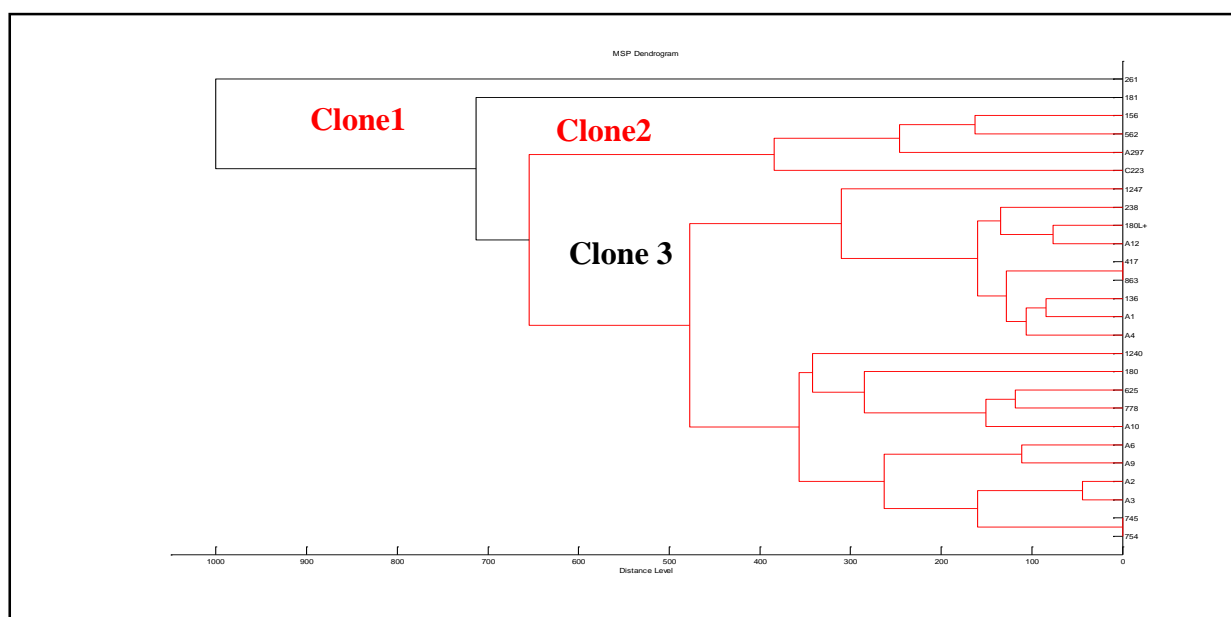 MSP Dendrogram
261
181
Clone1
156
Clone2
562
A297
C223
1247
238
180L+
A12
Clone 3
417
863
136
A1
A4
1240
180
625
778
A10
A6
A9
A2
A3
745
754
1000 900 800 700 600 500 400 300 200 100 0
Distance Level